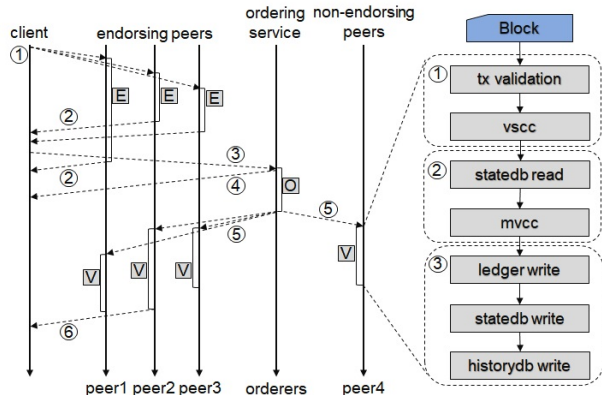 client
endorsing peers
ordering
service
non-endorsing
peers
①
E
E
E
②
②
③
④
O
⑤
⑤
V
V
V
V
⑥
peer1
peer2
peer3
orderers
peer4
Block
①
tx validation
vscc
②
statedb read
mvcc
③
ledger write
statedb write
historydb write